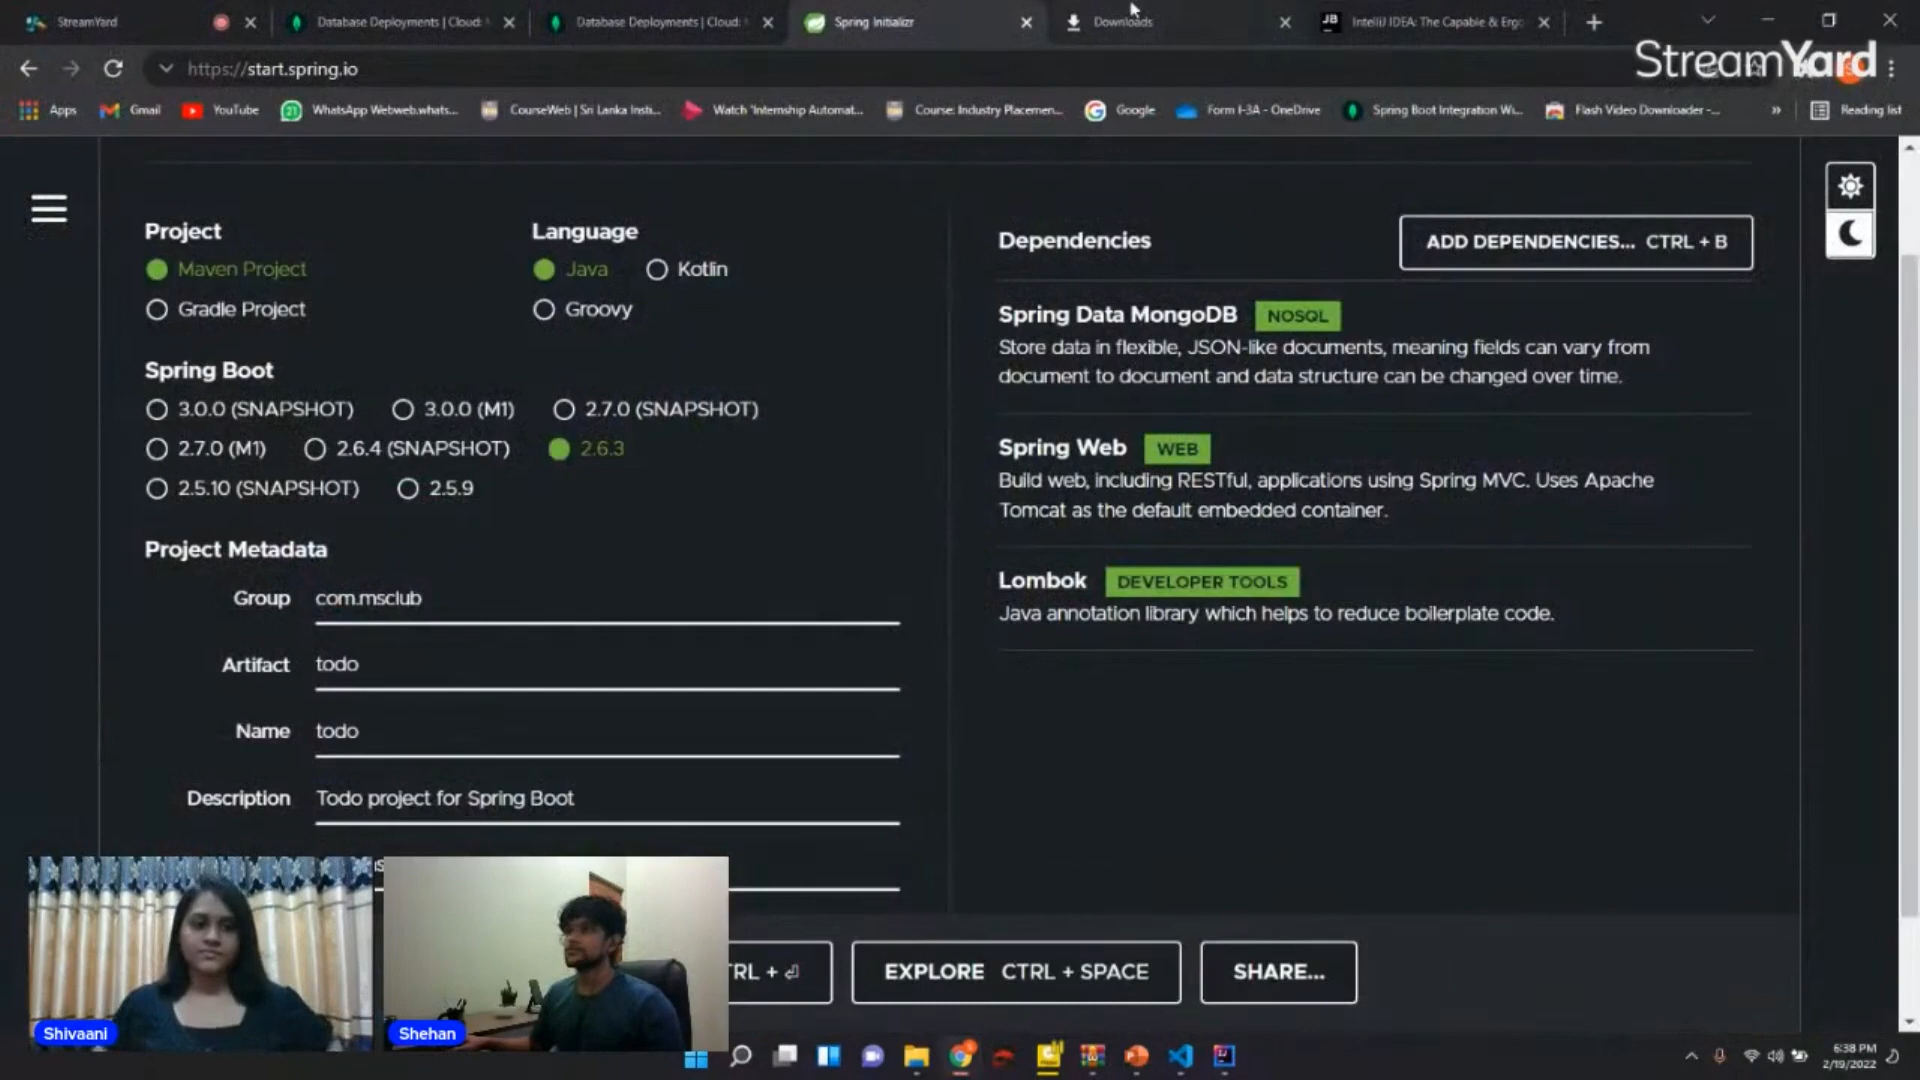 StreamYard
Database Deployments | Cloud:
Database Deployments | Cloud:
Spring Initializr
Downloads
IntelliJ IDEA: The Capable & Ergo
https://start.spring.io
StreamYard
Apps
Gmail
YouTube
WhatsApp Webweb.whats...
CourseWeb | Sri Lanka Insti...
Watch 'Internship Automat...
Course: Industry Placemen...
Google
Form I-3A - OneDrive
Spring Boot Integration Wi...
Flash Video Downloader -...
»
Reading list
Project
Maven Project
Gradle Project
Language
Java
Kotlin
Groovy
Spring Boot
3.0.0 (SNAPSHOT)
3.0.0 (M1)
2.7.0 (SNAPSHOT)
2.7.0 (M1)
2.6.4 (SNAPSHOT)
2.6.3
2.5.10 (SNAPSHOT)
2.5.9
Project Metadata
Group com.msclub
Artifact todo
Name todo
Description Todo project for Spring Boot
Dependencies
ADD DEPENDENCIES... CTRL + B
Spring Data MongoDB NOSQL
Store data in flexible, JSON-like documents, meaning fields can vary from
document to document and data structure can be changed over time.
Spring Web WEB
Build web, including RESTful, applications using Spring MVC. Uses Apache
Tomcat as the default embedded container.
Lombok DEVELOPER TOOLS
Java annotation library which helps to reduce boilerplate code.
TRL + ⏎
EXPLORE CTRL + SPACE
SHARE...
Shivaani
Shehan
6:38 PM
2/19/2022